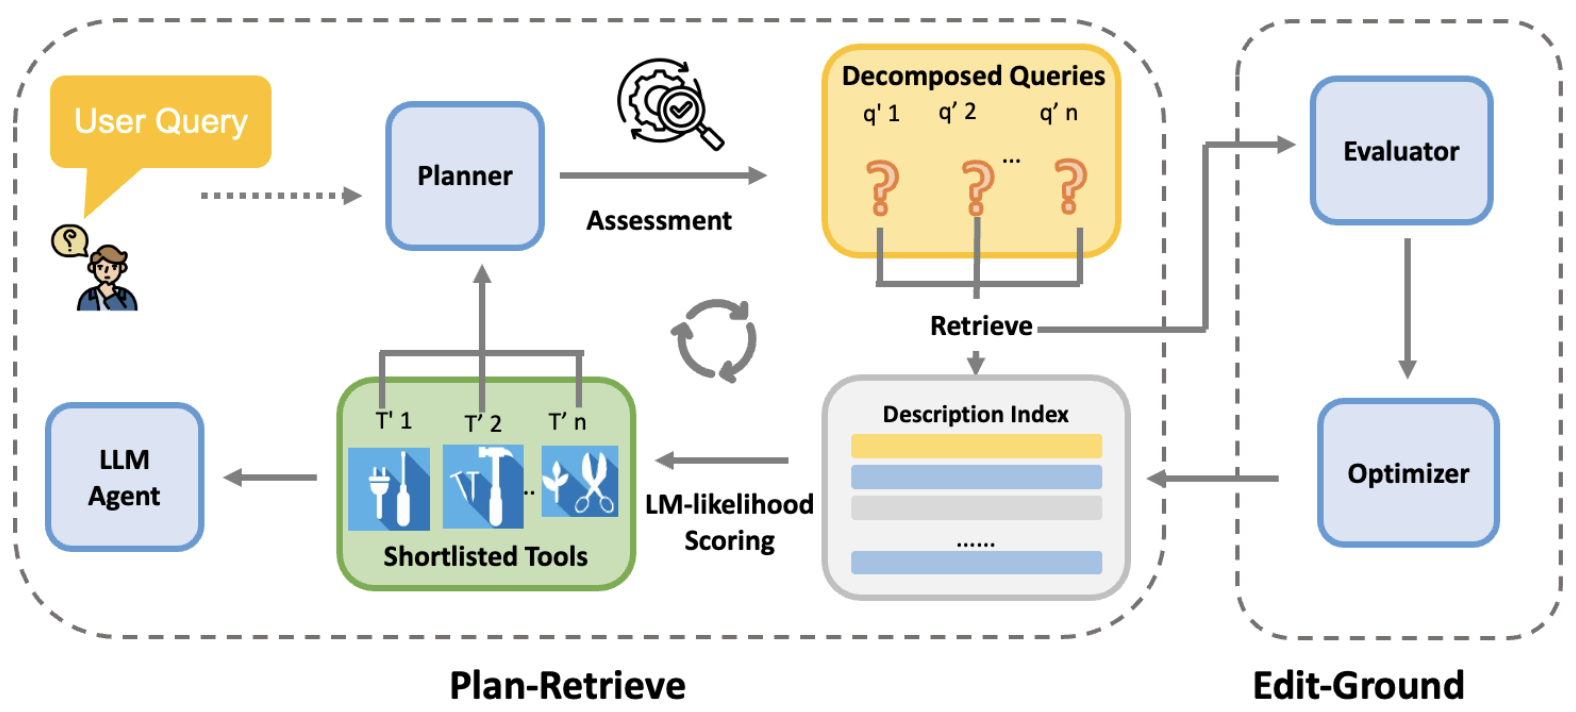 User Query
Planner
Assessment
Decomposed Queries
q' 1
q’ 2
q’ n
...
Retrieve
Evaluator
Optimizer
Description Index
......
LM-likelihood
Scoring
T' 1
T’ 2
T’ n
..
Shortlisted Tools
LLM
Agent
Plan-Retrieve
Edit-Ground